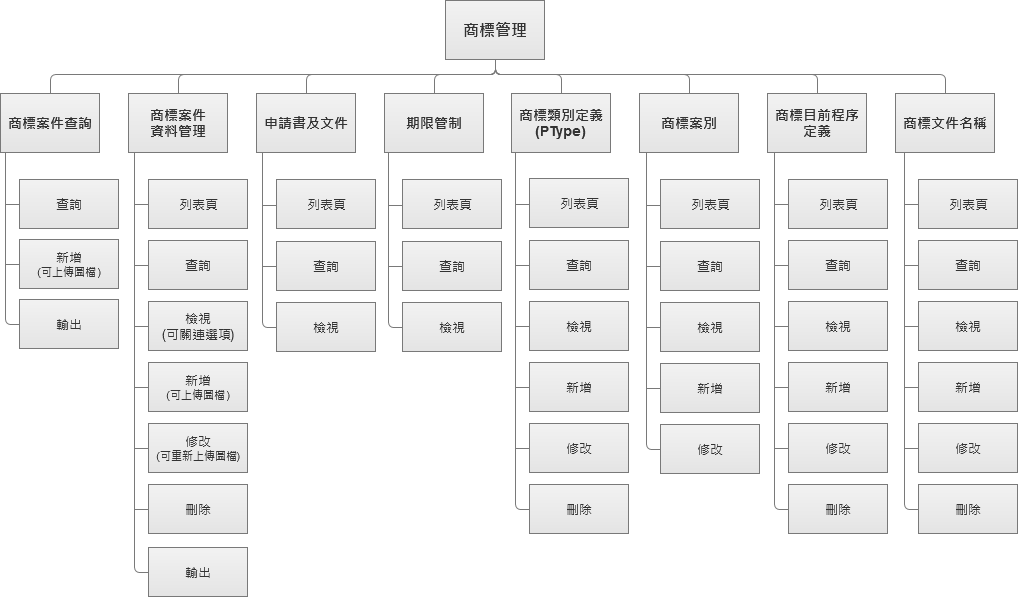 商標管理
商標案件查詢
查詢
新增
(可上傳圖檔)
輸出
商標案件
資料管理
列表頁
查詢
檢視
(可關連選項)
新增
(可上傳圖檔)
修改
(可重新上傳圖檔)
刪除
輸出
申請書及文件
列表頁
查詢
檢視
期限管制
列表頁
查詢
檢視
商標類別定義
(PType)
列表頁
查詢
檢視
新增
修改
刪除
商標案別
列表頁
查詢
檢視
新增
修改
商標目前程序
定義
列表頁
查詢
檢視
新增
修改
刪除
商標文件名稱
列表頁
查詢
檢視
新增
修改
刪除